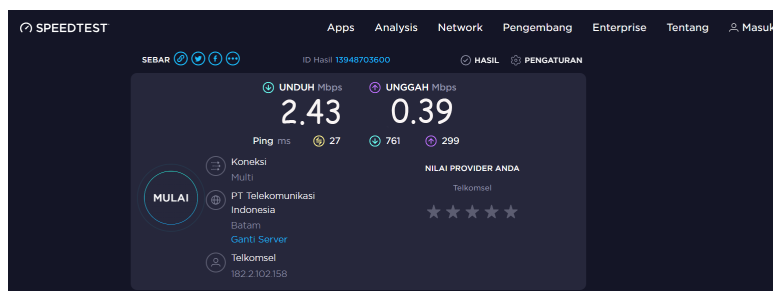 SPEEDTEST
Apps Analysis Network Pengembang Enterprise Tentang Masuk
SEBAR ID Hasil 13948703600 HASIL PENGATURAN
UNDUH Mbps UNGGAH Mbps
2.43 0.39
Ping ms 27 761 299
MULAI
Koneksi
Multi
PT Telekomunikasi
Indonesia
Batam
Ganti Server
Telkomsel
182.2.102.158
NILAI PROVIDER ANDA
Telkomsel